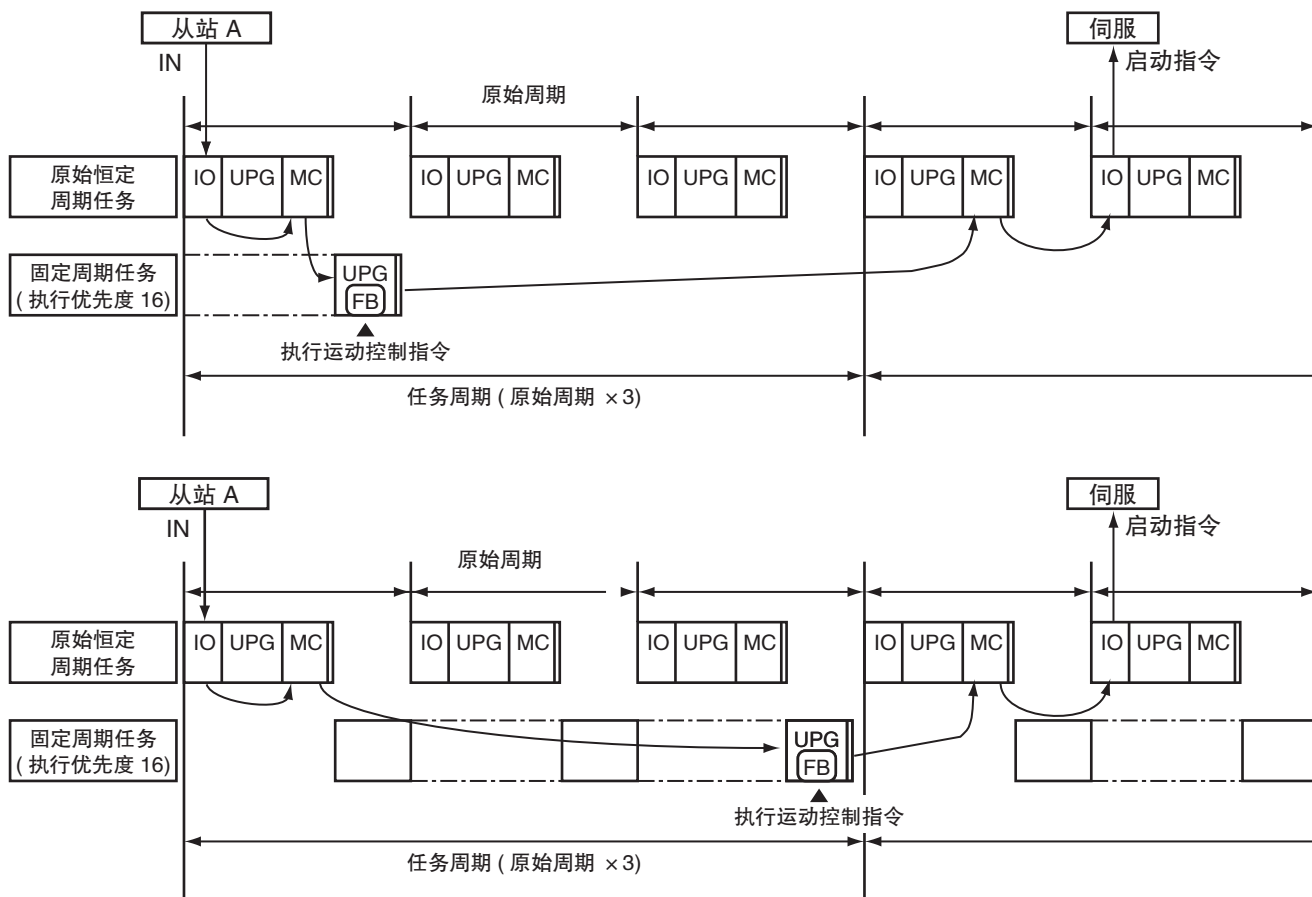 从站 A
伺服
IN
启动指令
原始周期
原始恒定
周期任务
IO UPG MC
IO UPG MC
IO UPG MC
IO UPG MC
IO UPG MC
固定周期任务
( 执行优先度 16)
UPG
FB
执行运动控制指令
任务周期 ( 原始周期 ×3)
从站 A
伺服
IN
启动指令
原始周期
原始恒定
周期任务
IO UPG MC
IO UPG MC
IO UPG MC
IO UPG MC
IO UPG MC
固定周期任务
( 执行优先度 16)
UPG
FB
执行运动控制指令
任务周期 ( 原始周期 ×3)